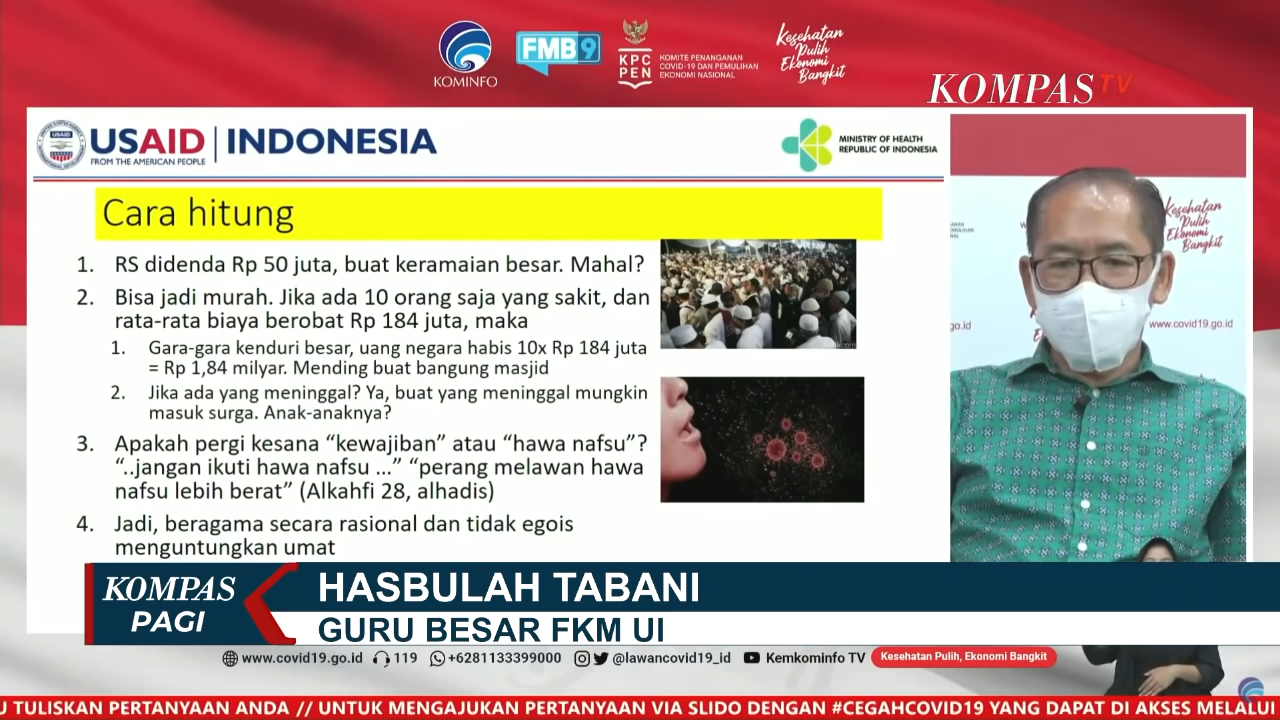 KOMINFO
FMB9
KPC
PEN
KOMITE PENANGANAN
COVID-19 DAN PEMULIHAN
EKONOMI NASIONAL
Kesehatan
Pulih
Ekonomi
Bangkit
KOMPAS TV
USAID
FROM THE AMERICAN PEOPLE
INDONESIA
MINISTRY OF HEALTH
REPUBLIC OF INDONESIA
Cara hitung
1. RS didenda Rp 50 juta, buat keramaian besar. Mahal?
2. Bisa jadi murah. Jika ada 10 orang saja yang sakit, dan
rata-rata biaya berobat Rp 184 juta, maka
1. Gara-gara kenduri besar, uang negara habis 10x Rp 184 juta
= Rp 1,84 milyar. Mending buat bangung masjid
2. Jika ada yang meninggal? Ya, buat yang meninggal mungkin
masuk surga. Anak-anaknya?
3. Apakah pergi kesana “kewajiban” atau “hawa nafsu”?
“..jangan ikuti hawa nafsu ...” “perang melawan hawa
nafsu lebih berat” (Alkahfi 28, alhadis)
4. Jadi, beragama secara rasional dan tidak egois
menguntungkan umat
Kesehatan
Pulih
Ekonomi
Bangkit
go.id
www.covid19.go.id
KOMPAS
PAGI
HASBULAH TABANI
GURU BESAR FKM UI
www.covid19.go.id 119 +6281133399000 @lawancovid19_id Kemkominfo TV Kesehatan Pulih, Ekonomi Bangkit
U TULISKAN PERTANYAAN ANDA // UNTUK MENGAJUKAN PERTANYAAN VIA SLIDO DENGAN #CEGAHCOVID19 YANG DAPAT DI AKSES MELALUI